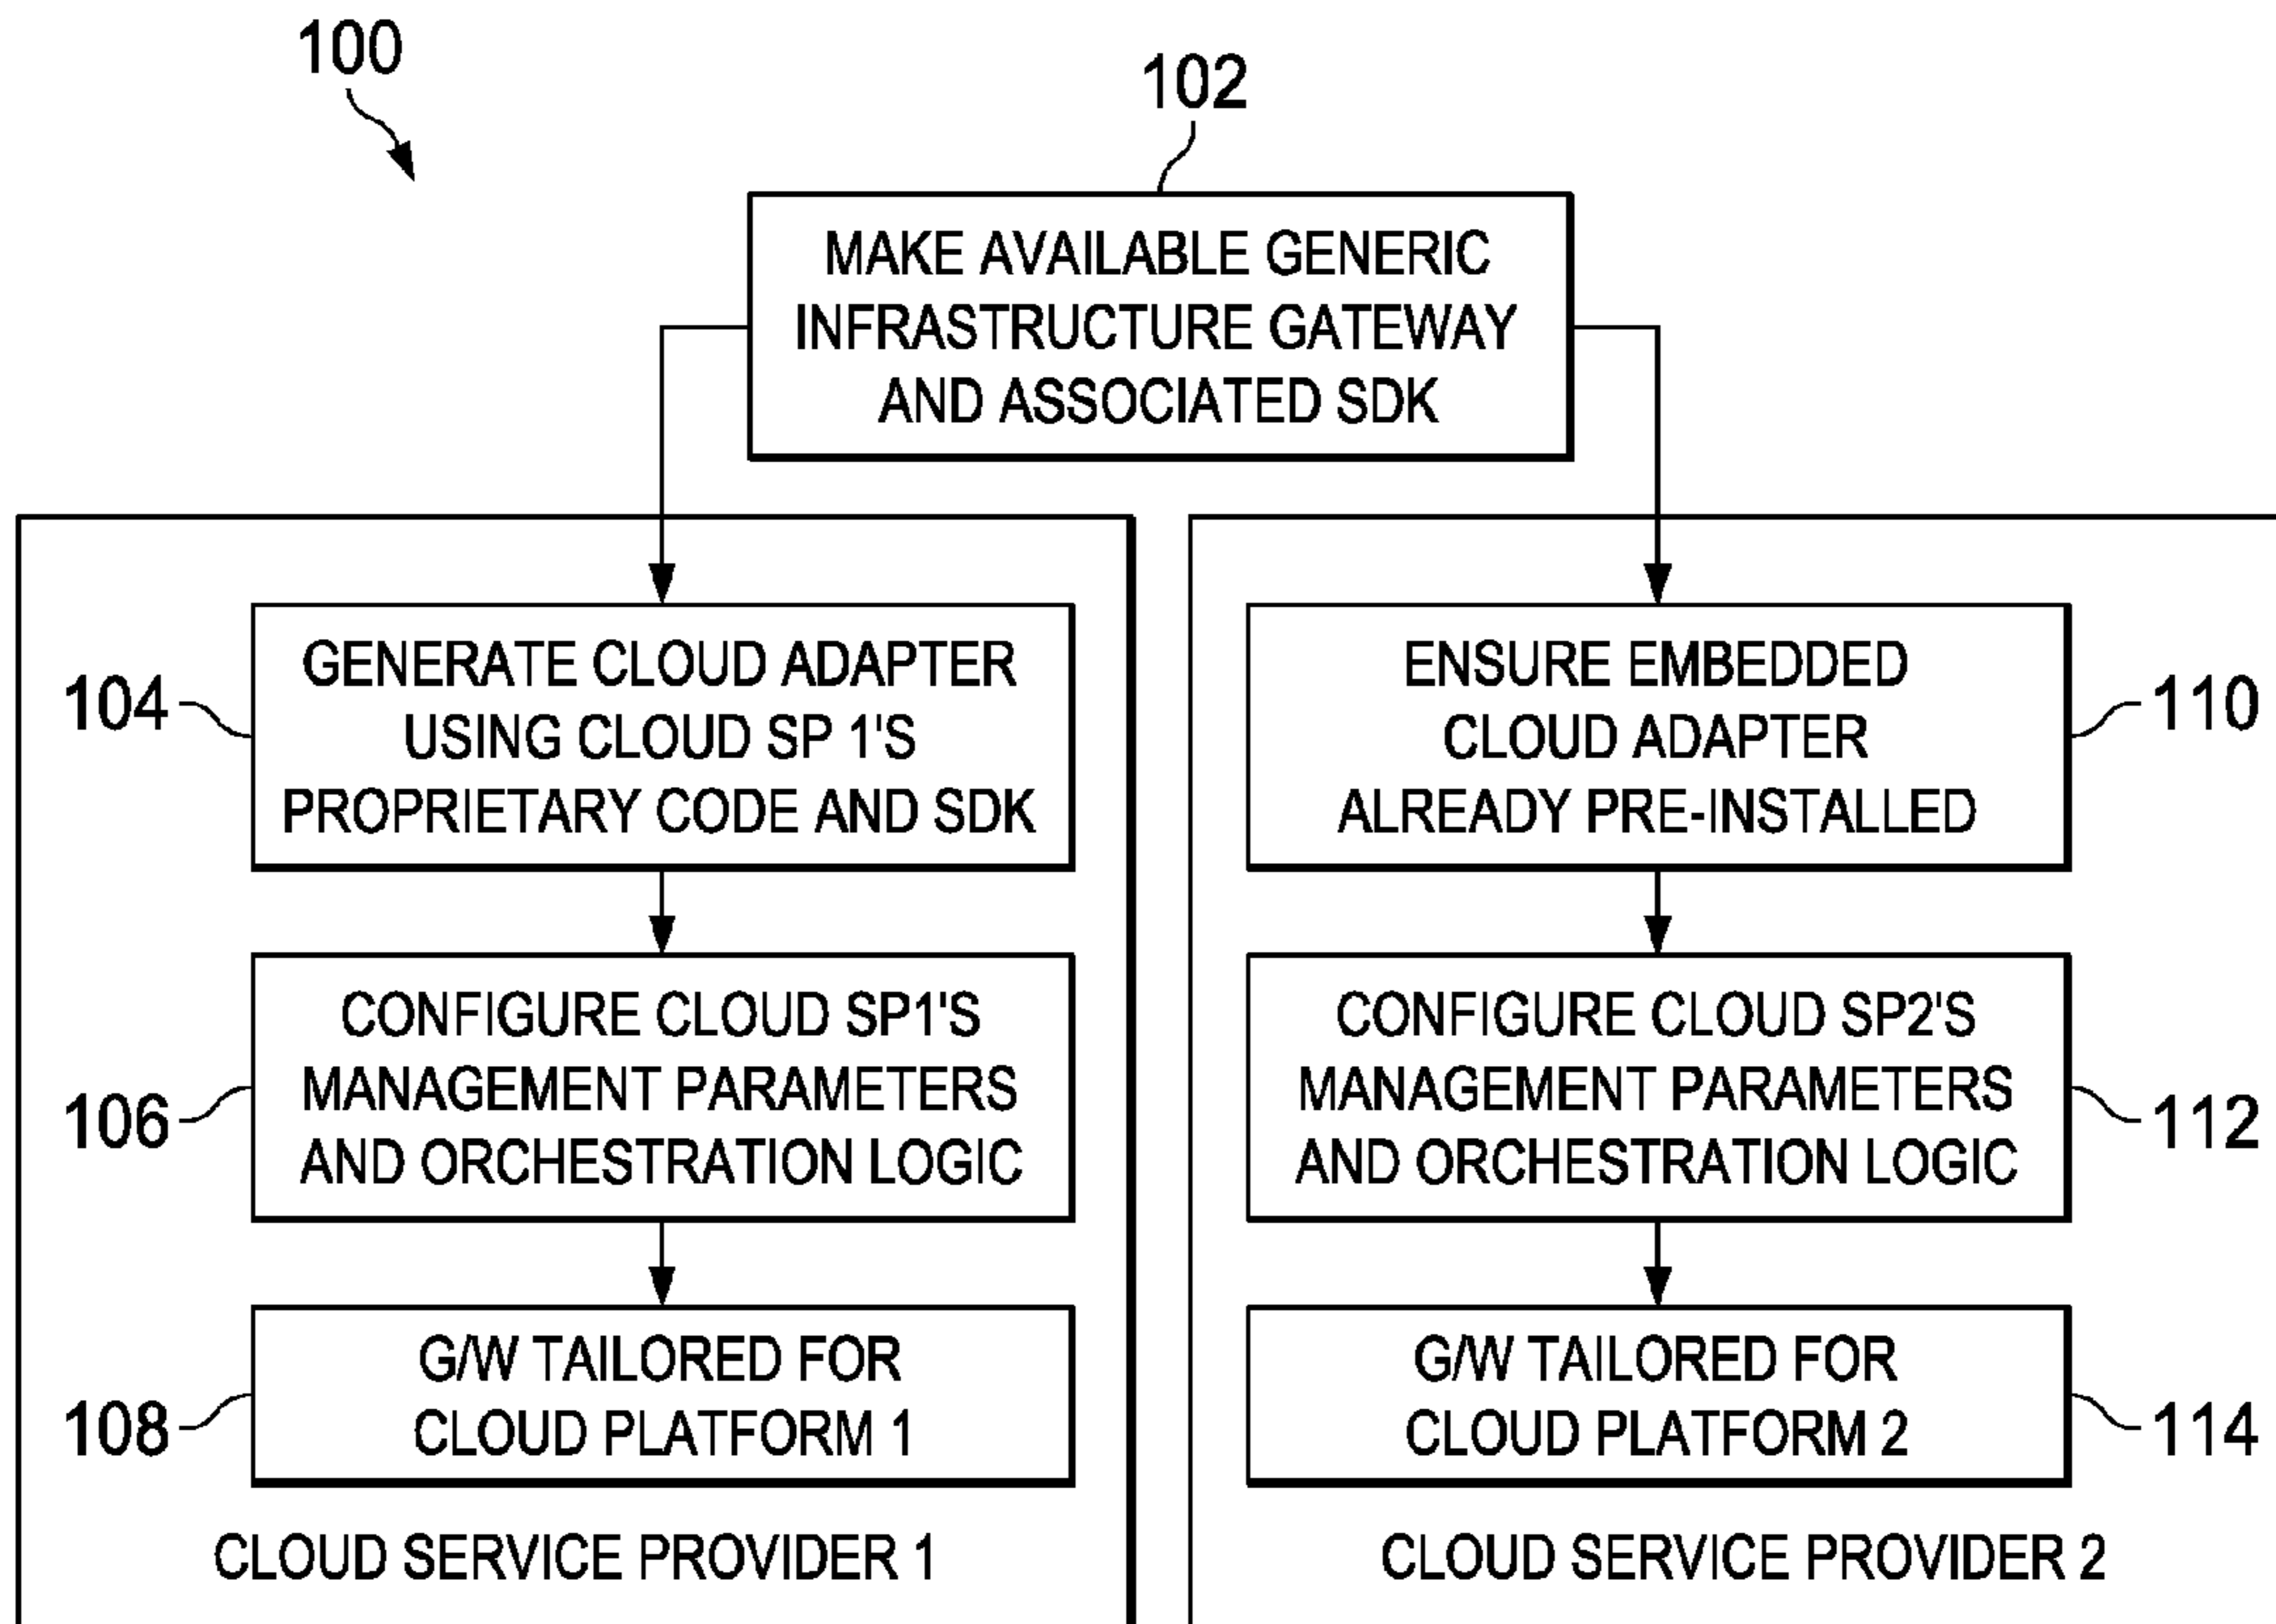 100
102
MAKE AVAILABLE GENERIC
INFRASTRUCTURE GATEWAY
AND ASSOCIATED SDK
104
GENERATE CLOUD ADAPTER
USING CLOUD SP 1'S
PROPRIETARY CODE AND SDK
106
CONFIGURE CLOUD SP1'S
MANAGEMENT PARAMETERS
AND ORCHESTRATION LOGIC
108
G/W TAILORED FOR
CLOUD PLATFORM 1
CLOUD SERVICE PROVIDER 1
ENSURE EMBEDDED
CLOUD ADAPTER
ALREADY PRE-INSTALLED
110
CONFIGURE CLOUD SP2'S
MANAGEMENT PARAMETERS
AND ORCHESTRATION LOGIC
112
G/W TAILORED FOR
CLOUD PLATFORM 2
114
CLOUD SERVICE PROVIDER 2